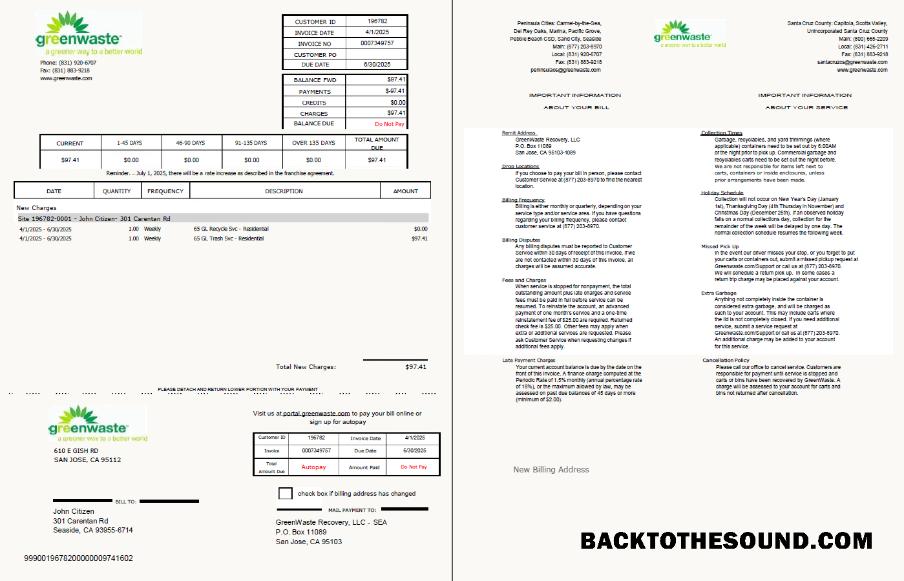 greenwaste
a greener way to a better world
Phone: (831) 920-6707
Fax: (831) 883-9218
www.greenwaste.com
CUSTOMER ID 196782
INVOICE DATE 4/1/2025
INVOICE NO 0007349757
CUSTOMER PO
DUE DATE 6/30/2025
BALANCE FWD $97.41
PAYMENTS $-97.41
CREDITS $0.00
CHARGES $97.41
BALANCE DUE Do Not Pay
CURRENT 1-45 DAYS 46-90 DAYS 91-135 DAYS OVER 135 DAYS TOTAL AMOUNT DUE
$97.41 $0.00 $0.00 $0.00 $0.00 $97.41
Reminder.. - July 1, 2025, there will be a rate increase as described in the franchise agreement.
DATE QUANTITY FREQUENCY DESCRIPTION AMOUNT
New Charges
Site 196782-0001 - John Citizen- 301 Carentan Rd
4/1/2025 - 6/30/2025 1.00 Weekly 65 GL Recycle Svc - Residential $0.00
4/1/2025 - 6/30/2025 1.00 Weekly 65 GL Trash Svc - Residential $97.41
Total New Charges: $97.41
PLEASE DETACH AND RETURN LOWER PORTION WITH YOUR PAYMENT
greenwaste
a greener way to a better world
610 E GISH RD
SAN JOSE, CA 95112
Visit us at portal.greenwaste.com to pay your bill online or
sign up for autopay
Customer ID 196782 Invoice Date 4/1/2025
Invoice 0007349757 Due Date 6/30/2025
Total Amount Due Autopay Amount Paid Do Not Pay
check box if billing address has changed
BILL TO:
John Citizen
301 Carentan Rd
Seaside, CA 93955-6714
MAIL PAYMENT TO:
GreenWaste Recovery, LLC - SEA
P.O. Box 11089
San Jose, CA 95103
Peninsula Cities: Carmel-by-the-Sea,
Del Rey Oaks, Marina, Pacific Grove,
Pebble Beach CSD, Sand City, Seaside
Main: (877) 203-8970
Local: (831) 920-6707
Fax: (831) 883-9218
peninsula@greenwaste.com
greenwaste
a greener way to a better world
Santa Cruz County: Capitola, Scotts Valley,
Unincorporated Santa Cruz County
Main: (800) 665-2209
Local: (831) 426-2711
Fax: (831) 883-9218
santacruz@greenwaste.com
www.greenwaste.com
IMPORTANT INFORMATION
ABOUT YOUR BILL
Remit Address
GreenWaste Recovery, LLC
P.O. Box 11089
San Jose, CA 95103-1089
Drop Locations
If you choose to pay your bill in person, please contact
Customer Service at (877) 203-8970 to find the nearest
location.
Billing Frequency
Billing is either monthly or quarterly, depending on your
service type and/or service area. If you have questions
regarding your billing frequency, please contact
customer service at (877) 203-8970.
Billing Disputes
Any billing disputes must be reported to Customer
Service within 30 days of receipt of this invoice. If we
are not contacted within 30 days of this invoice, all
charges will be assumed accurate.
Fees and Charges
When service is stopped for nonpayment, the total
outstanding amount plus late charges and service
fees must be paid in full before service can be
resumed. To reinstate the account, an advanced
payment of one month's service and a one-time
reinstatement fee of $25.00 are required. Returned
check fee is $25.00. Other fees may apply when
extra or additional services are requested. Please
ask Customer Service when requesting changes if
additional fees apply.
Late Payment Charges
Your current account balance is due by the date on the
front of this invoice. A finance charge computed at the
Periodic Rate of 1.5% monthly (annual percentage rate
of 18%), or the maximum allowed by law, may be
assessed on past due balances of 45 days or more
(minimum of $2.00).
IMPORTANT INFORMATION
ABOUT YOUR SERVICE
Collection Times
Garbage, recyclables, and yard trimmings (where
applicable) containers need to be set out by 6:00AM
or the night prior to pick up. Commercial garbage and
recyclables carts need to be set out the night before.
We are not responsible for items left next to
carts, containers or inside enclosures, unless
prior arrangements have been made.
Holiday Schedule
Collection will not occur on New Year's Day (January
1st), Thanksgiving Day (4th Thursday in November) and
Christmas Day (December 25th). If an observed holiday
falls on a normal collections day, collection for the
remainder of the week will be delayed by one day. The
normal collection schedule resumes the following week.
Missed Pick Up
In the event our driver misses your stop, or you forget to put
your carts or containers out, submit a missed pickup request at
Greenwaste.com/Support or call us at (877) 203-8970.
We will schedule a return pick up. In some cases a
return trip charge may be placed against your account.
Extra Garbage
Anything not completely inside the container is
considered extra garbage, and will be charged as
such to your account. This may include carts where
the lid is not completely closed. If you need additional
service, submit a service request at
Greenwaste.com/Support or call us at (877) 203-8970.
An additional charge may be added to your account
for this service.
Cancellation Policy
Please call our office to cancel service. Customers are
responsible for payment until service is stopped and
carts or bins have been recovered by GreenWaste. A
charge will be assessed to your account for carts and
bins not returned after cancellation.
New Billing Address
BACKTOTHESOUND.COM